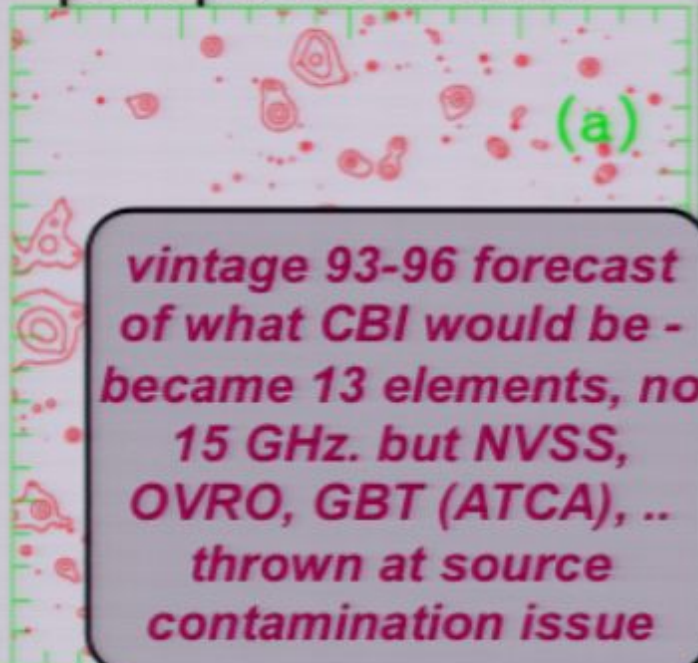 (a)
vintage 93-96 forecast
of what CBI would be -
became 13 elements, no
15 GHz. but NVSS,
OVRO, GBT (ATCA), ..
thrown at source
contamination issue